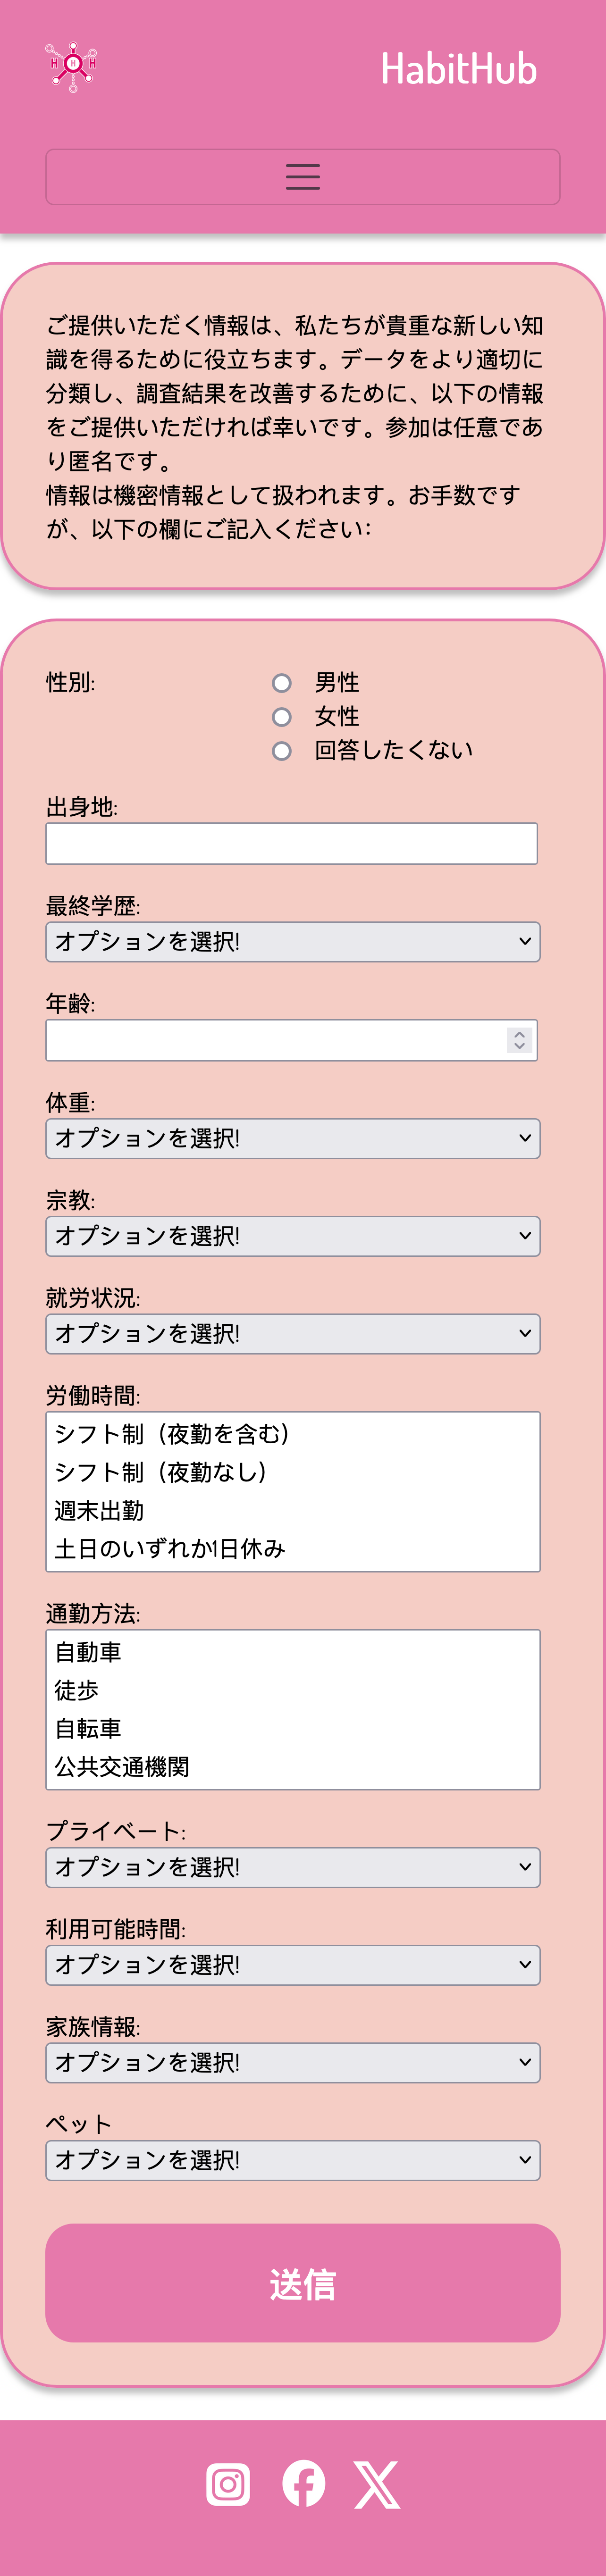 H H H
HabitHub
ご提供いただく情報は、私たちが貴重な新しい知
識を得るために役立ちます。データをより適切に
分類し、調査結果を改善するために、以下の情報
をご提供いただければ幸いです。参加は任意であ
り匿名です。
情報は機密情報として扱われます。お手数です
が、以下の欄にご記入ください:
性別:
男性
女性
回答したくない
出身地:
最終学歴:
オプションを選択!
年齢:
体重:
オプションを選択!
宗教:
オプションを選択!
就労状況:
オプションを選択!
労働時間:
シフト制（夜勤を含む）
シフト制（夜勤なし）
週末出勤
土日のいずれか1日休み
通勤方法:
自動車
徒歩
自転車
公共交通機関
プライベート:
オプションを選択!
利用可能時間:
オプションを選択!
家族情報:
オプションを選択!
ペット
オプションを選択!
送信